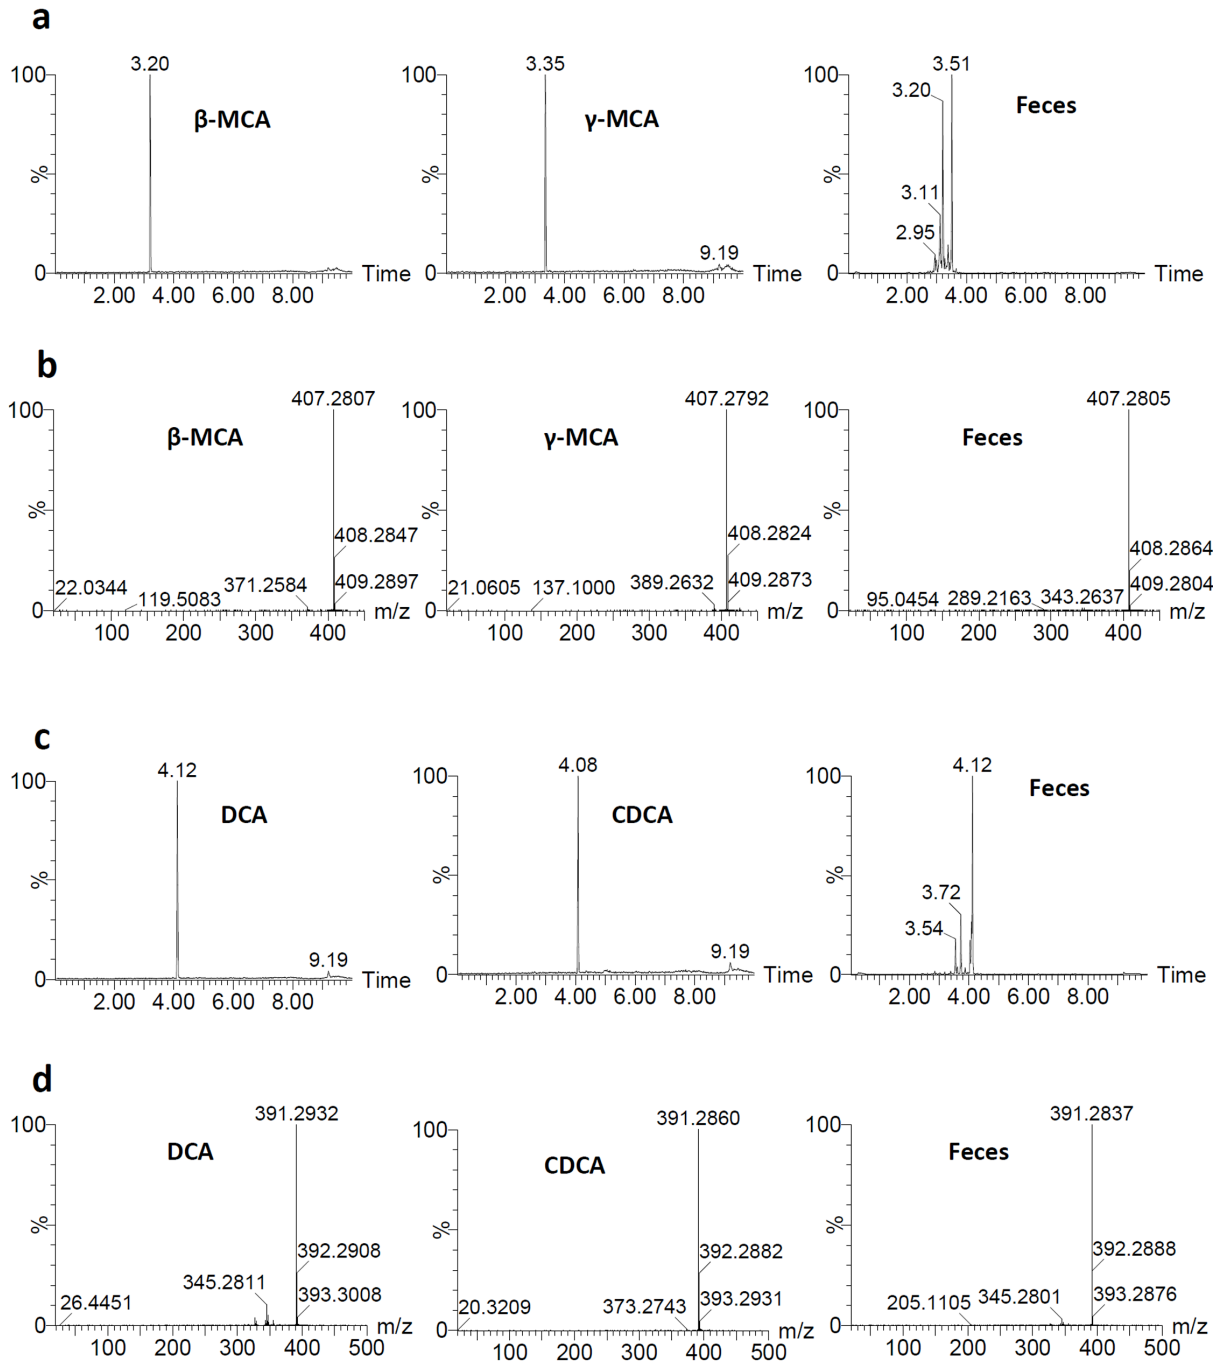 a
3.20
100
β-MCA
%
0
Time
2.00 4.00 6.00 8.00
3.35
100
γ-MCA
%
9.19
0
Time
2.00 4.00 6.00 8.00
3.51
100
3.20
Feces
%
3.11
2.95
0
Time
2.00 4.00 6.00 8.00
b
407.2807
100
β-MCA
%
408.2847
22.0344
371.2584
409.2897
119.5083
0
m/z
100 200 300 400
407.2792
100
γ-MCA
%
408.2824
21.0605
137.1000
389.2632
409.2873
0
m/z
100 200 300 400
407.2805
100
Feces
%
408.2864
95.0454 289.2163 343.2637
409.2804
0
m/z
100 200 300 400
c
4.12
100
DCA
%
9.19
0
Time
2.00 4.00 6.00 8.00
4.08
100
CDCA
%
9.19
0
Time
2.00 4.00 6.00 8.00
4.12
100
Feces
%
3.72
3.54
0
Time
2.00 4.00 6.00 8.00
d
391.2932
100
DCA
%
392.2908
345.2811
26.4451
393.3008
0
m/z
100 200 300 400 500
391.2860
100
CDCA
%
392.2882
20.3209
373.2743
393.2931
0
m/z
100 200 300 400 500
391.2837
100
Feces
%
392.2888
205.1105
345.2801
393.2876
0
m/z
100 200 300 400 500